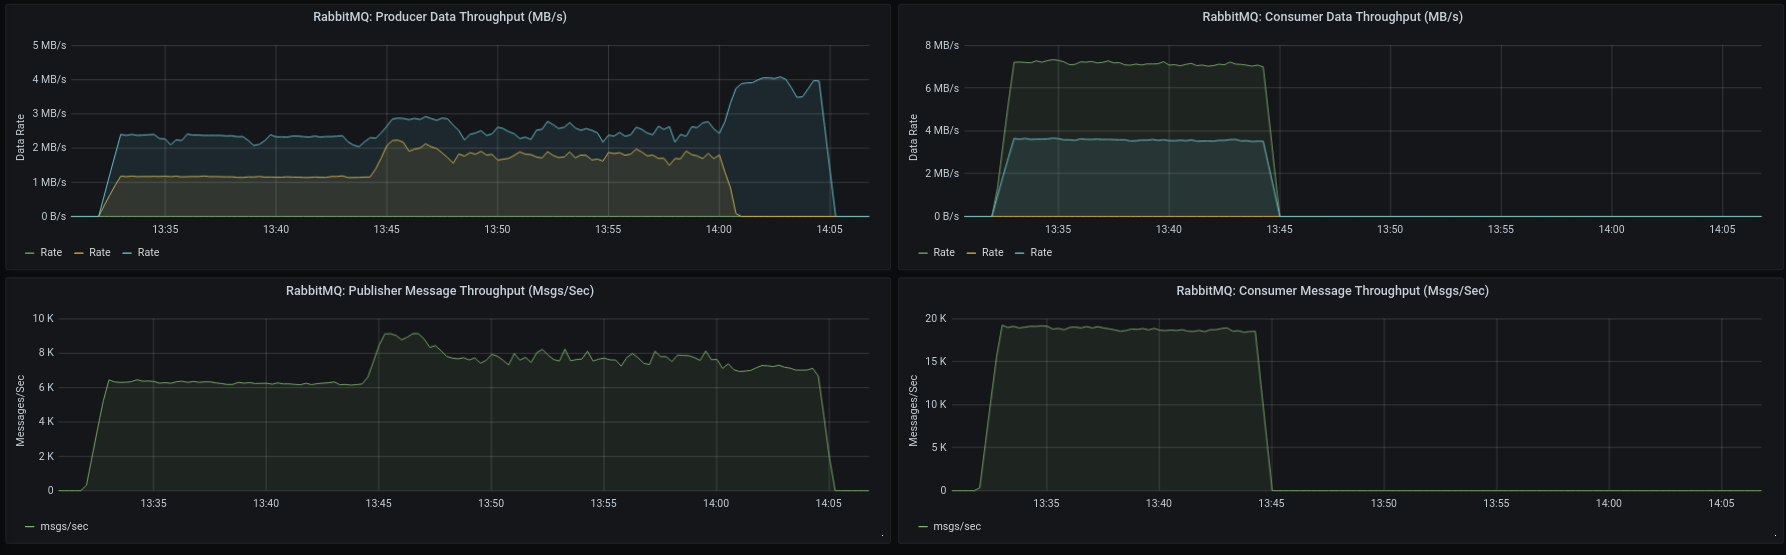 RabbitMQ: Producer Data Throughput (MB/s)
Data Rate
5 MB/s
4 MB/s
3 MB/s
2 MB/s
1 MB/s
0 B/s
13:35 13:40 13:45 13:50 13:55 14:00 14:05
Rate Rate Rate
RabbitMQ: Consumer Data Throughput (MB/s)
Data Rate
8 MB/s
6 MB/s
4 MB/s
2 MB/s
0 B/s
13:35 13:40 13:45 13:50 13:55 14:00 14:05
Rate Rate Rate
RabbitMQ: Publisher Message Throughput (Msgs/Sec)
Messages/Sec
10 K
8 K
6 K
4 K
2 K
0
13:35 13:40 13:45 13:50 13:55 14:00 14:05
msgs/sec
RabbitMQ: Consumer Message Throughput (Msgs/Sec)
Messages/Sec
20 K
15 K
10 K
5 K
0
13:35 13:40 13:45 13:50 13:55 14:00 14:05
msgs/sec